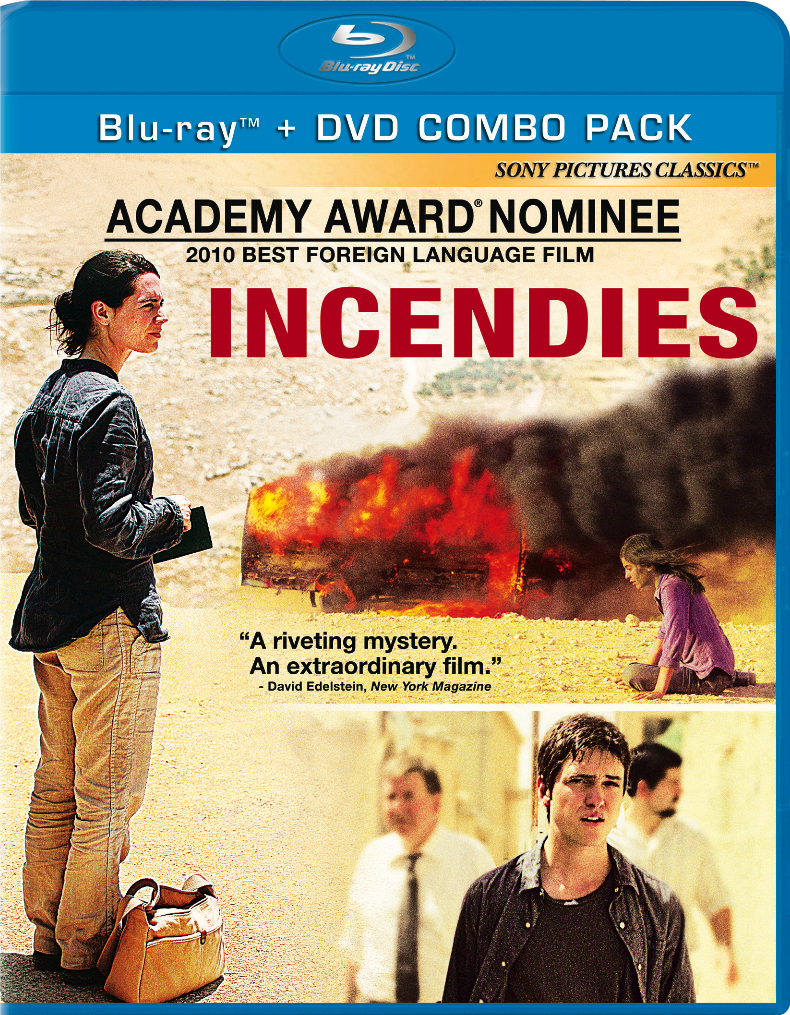 Blu-ray Disc™
Blu-ray™ + DVD COMBO PACK
SONY PICTURES CLASSICS™
ACADEMY AWARD® NOMINEE
2010 BEST FOREIGN LANGUAGE FILM
INCENDIES
“A riveting mystery.
An extraordinary film.”
- David Edelstein, New York Magazine